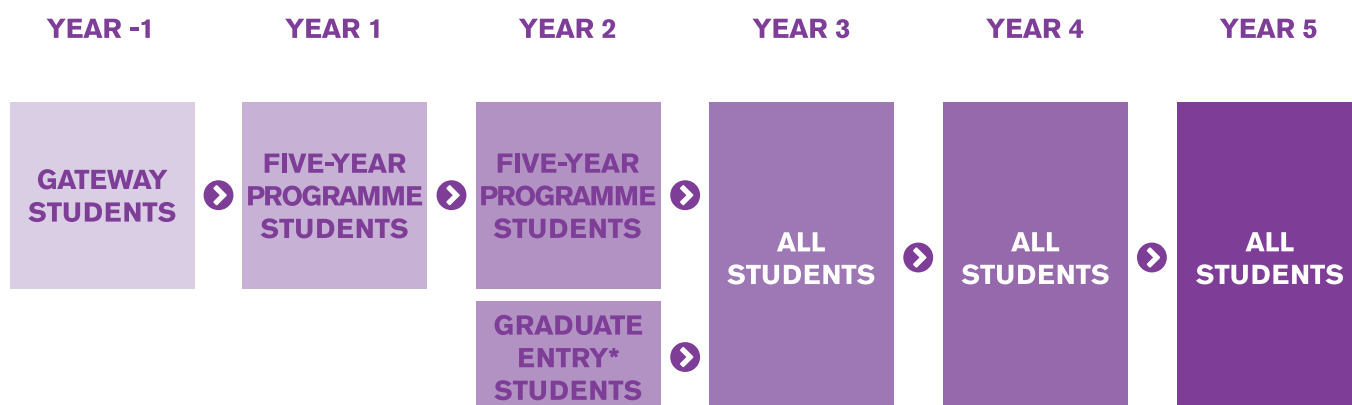 YEAR -1
YEAR 1
YEAR 2
YEAR 3
YEAR 4
YEAR 5
GATEWAY
STUDENTS
FIVE-YEAR
PROGRAMME
STUDENTS
FIVE-YEAR
PROGRAMME
STUDENTS
GRADUATE
ENTRY*
STUDENTS
ALL
STUDENTS
ALL
STUDENTS
ALL
STUDENTS